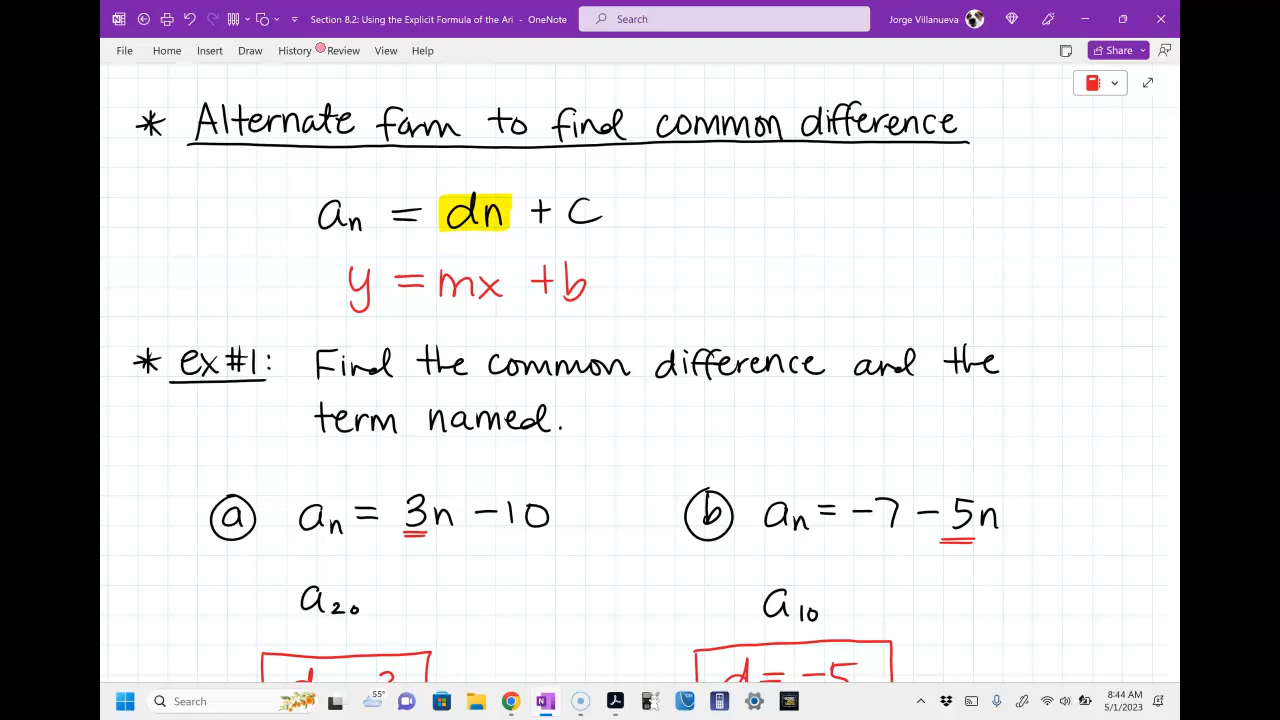 Section 8.2: Using the Explicit Formula of the Ari - OneNote
Search
Jorge Villanueva
File Home Insert Draw History Review View Help
Share
* Alternate form to find common difference
aₙ = dn + c
y = mx + b
* ex #1: Find the common difference and the
term named.
ⓐ aₙ = 3n - 10
ⓑ aₙ = -7 - 5n
a₂₀
a₁₀
d = 3
d = -5
Search
55°
8:44 AM
5/1/2023